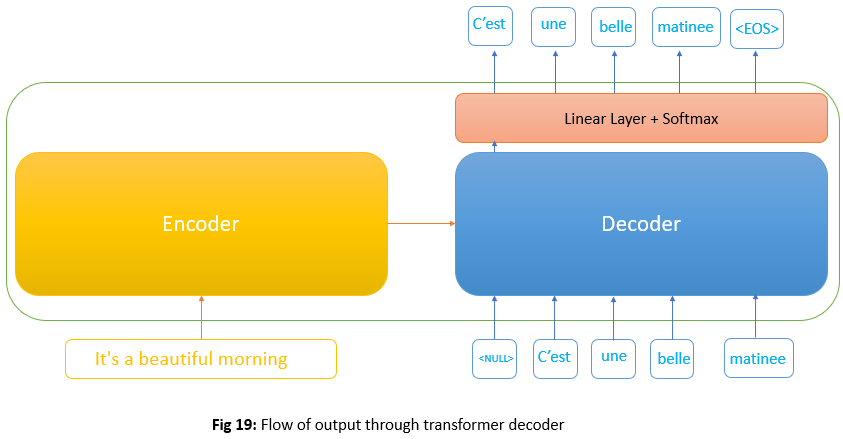 C’est une belle matinee <EOS>
Linear Layer + Softmax
Encoder
Decoder
It's a beautiful morning
<NULL> C’est une belle matinee
Fig 19: Flow of output through transformer decoder